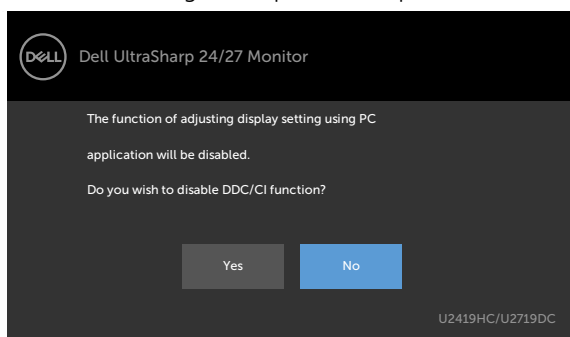 DELL
Dell UltraSharp 24/27 Monitor
The function of adjusting display setting using PC
application will be disabled.
Do you wish to disable DDC/CI function?
Yes
No
U2419HC/U2719DC